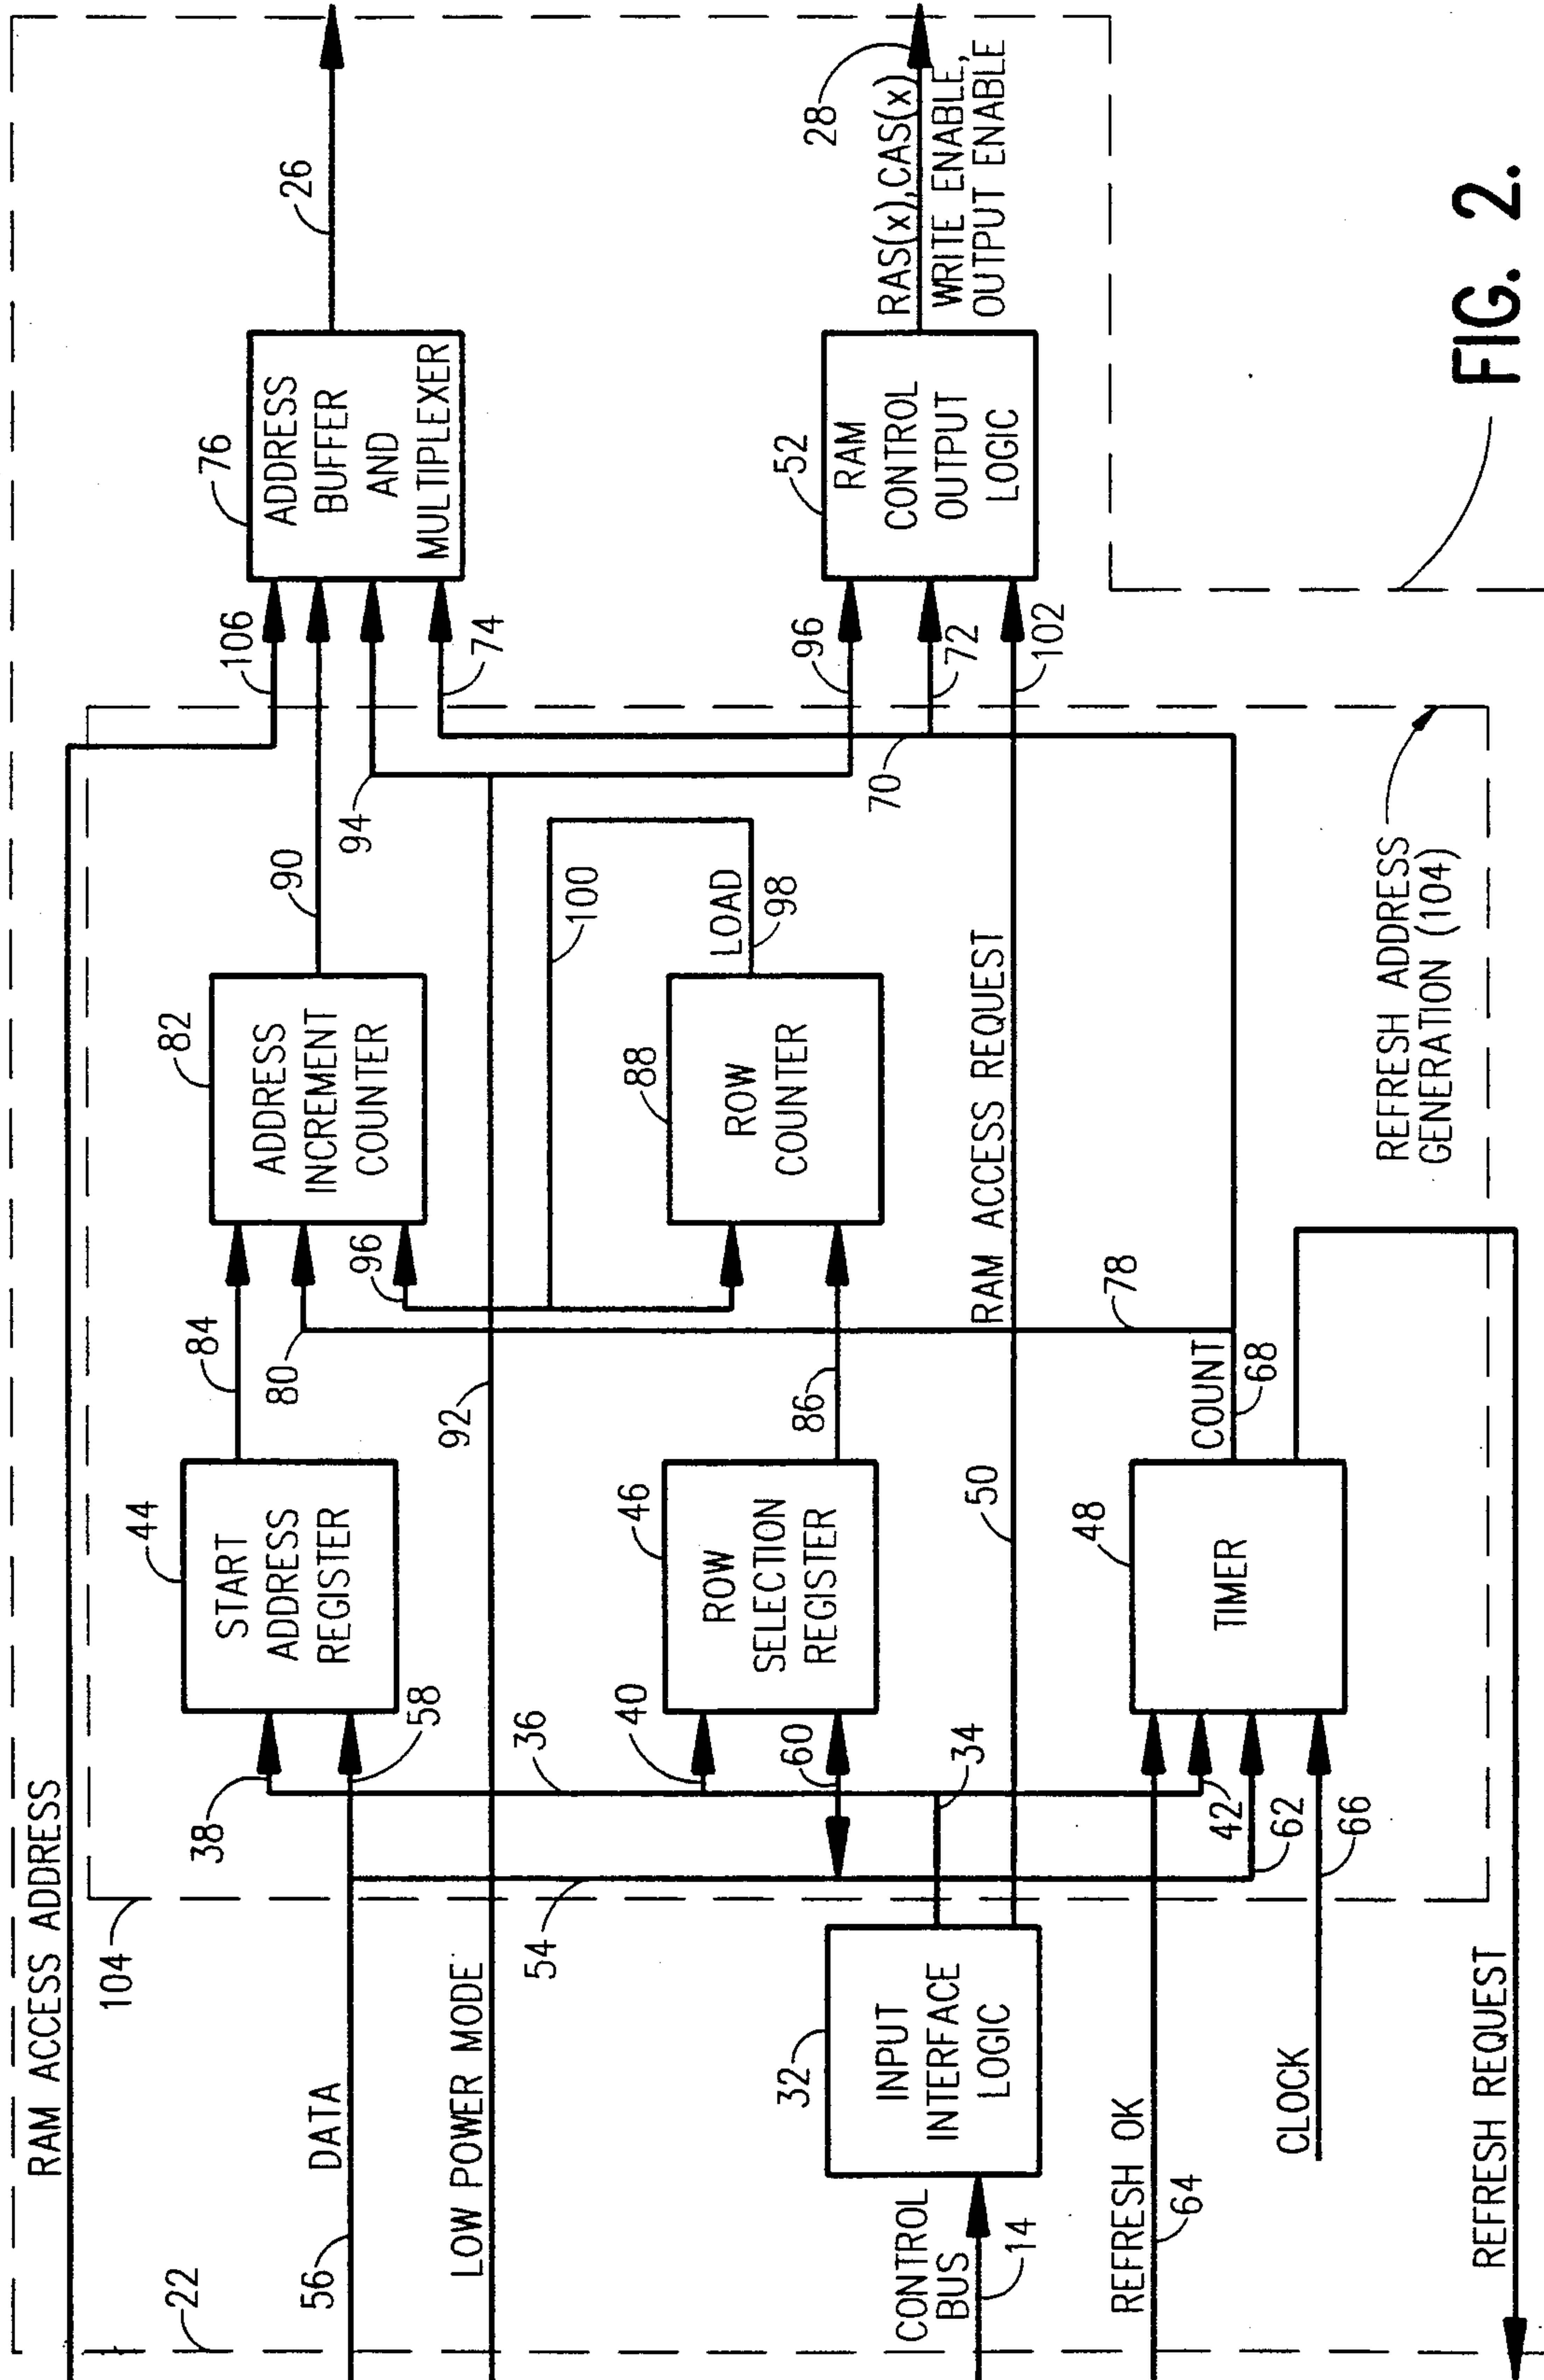 RAM ACCESS ADDRESS
22
104
56
DATA
38
58
44
START
ADDRESS
REGISTER
84
80
82
ADDRESS
INCREMENT
COUNTER
96
90
106
76
ADDRESS
BUFFER
AND
MULTIPLEXER
26
94
74
LOW POWER MODE
92
100
54
36
40
60
46
ROW
SELECTION
REGISTER
86
88
ROW
COUNTER
LOAD
98
96
72
102
70
52
RAM
CONTROL
OUTPUT
LOGIC
28
RAS(x),CAS(x)
WRITE ENABLE,
OUTPUT ENABLE
CONTROL
BUS
14
32
INPUT
INTERFACE
LOGIC
34
50
RAM ACCESS REQUEST
REFRESH OK
64
42
62
CLOCK
66
48
TIMER
COUNT
68
78
REFRESH ADDRESS
GENERATION (104)
REFRESH REQUEST
FIG. 2.